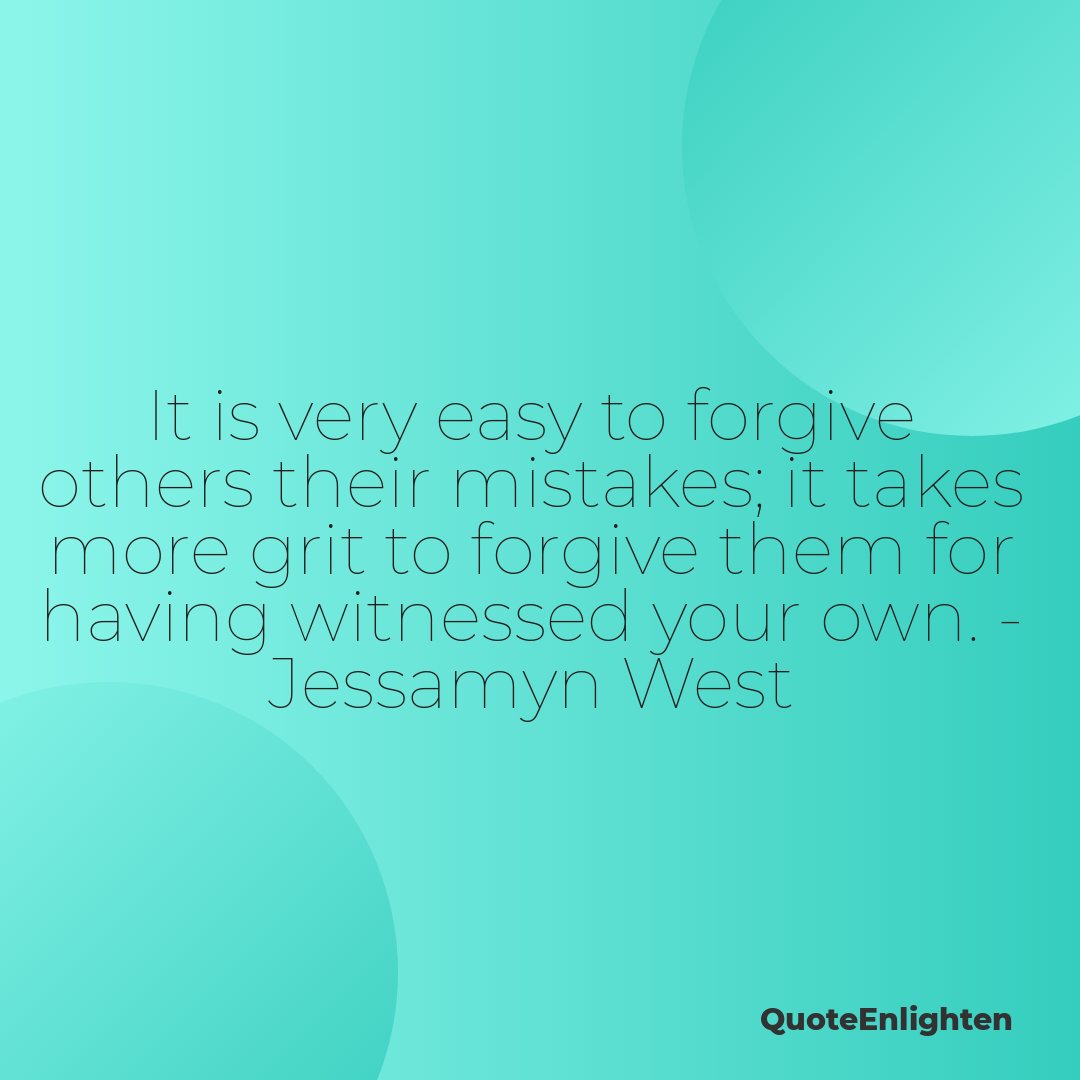 It is very easy to forgive
others their mistakes; it takes
more grit to forgive them for
having witnessed your own. -
Jessamyn West
QuoteEnlighten